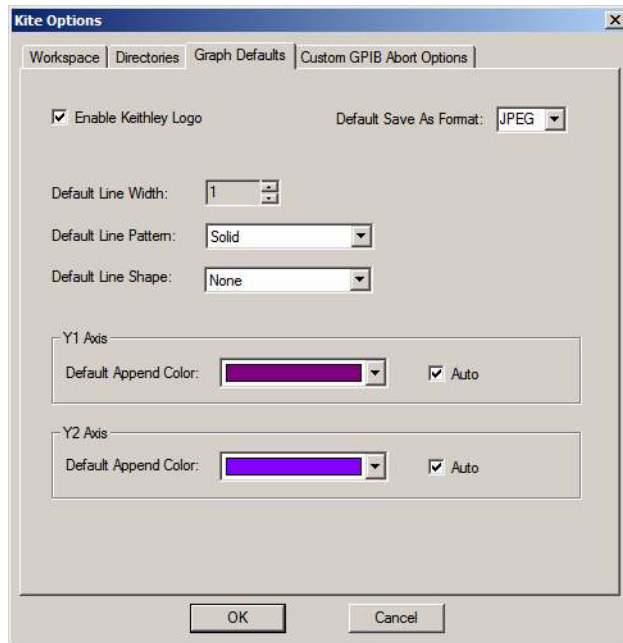 Kite Options
Workspace Directories Graph Defaults Custom GPIB Abort Options
Enable Keithley Logo Default Save As Format: JPEG
Default Line Width: 1
Default Line Pattern: Solid
Default Line Shape: None
Y1 Axis
Default Append Color: Auto
Y2 Axis
Default Append Color: Auto
OK Cancel